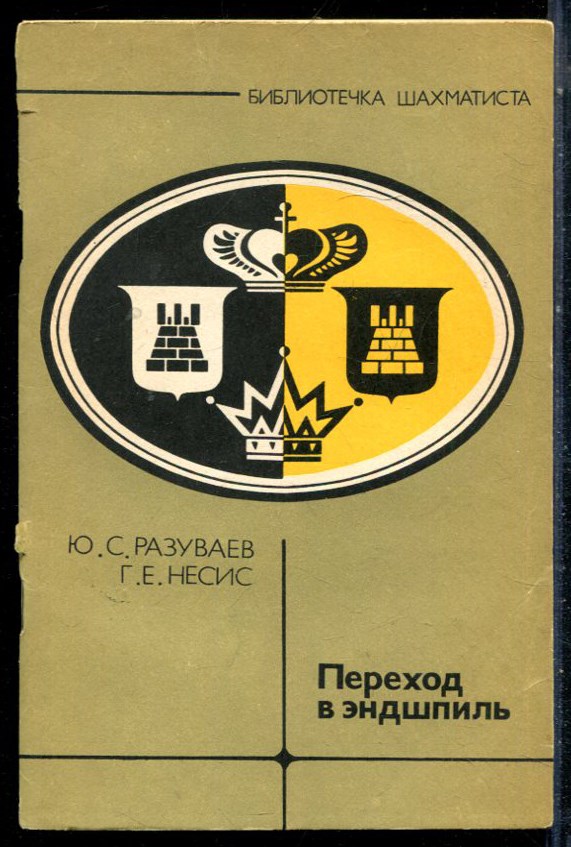 БИБЛИОТЕЧКА ШАХМАТИСТА
Ю.С.РАЗУВАЕВ
Г.Е.НЕСИС
Переход
в эндшпиль